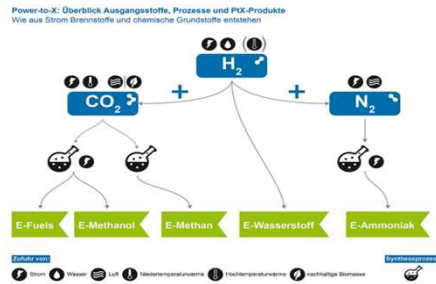 Power-to-X: Überblick Ausgangsstoffe, Prozesse und PtX-Produkte
Wie aus Strom Brennstoffe und chemische Grundstoffe entstehen
H2
CO2
+
+
N2
E-Fuels
E-Methanol
E-Methan
E-Wasserstoff
E-Ammoniak
Zufuhr von:
Syntheseprozess
Strom
Wasser
Luft
Niedertemperaturwärme
Hochtemperaturwärme
nachhaltige Biomasse